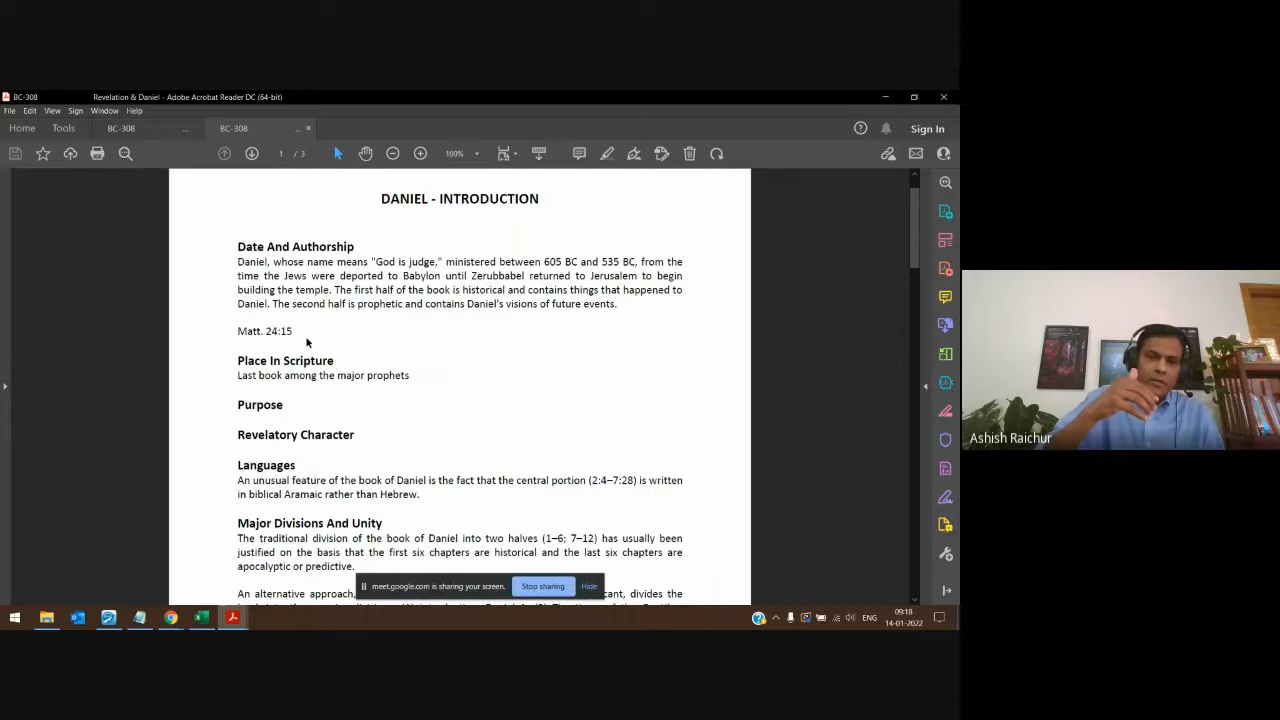 BC-308 Revelation & Daniel - Adobe Acrobat Reader DC (64-bit)
File Edit View Sign Window Help
Home Tools BC-308 ... BC-308 ... × Sign In
1 / 3 100%
DANIEL - INTRODUCTION
Date And Authorship
Daniel, whose name means "God is judge," ministered between 605 BC and 535 BC, from the
time the Jews were deported to Babylon until Zerubbabel returned to Jerusalem to begin
building the temple. The first half of the book is historical and contains things that happened to
Daniel. The second half is prophetic and contains Daniel's visions of future events.
Matt. 24:15
Place In Scripture
Last book among the major prophets
Purpose
Revelatory Character
Languages
An unusual feature of the book of Daniel is the fact that the central portion (2:4–7:28) is written
in biblical Aramaic rather than Hebrew.
Major Divisions And Unity
The traditional division of the book of Daniel into two halves (1–6; 7–12) has usually been
justified on the basis that the first six chapters are historical and the last six chapters are
apocalyptic or predictive.
An alternative approach, cant, divides the
meet.google.com is sharing your screen. Stop sharing Hide
Ashish Raichur
ENG
09:18
14-01-2022